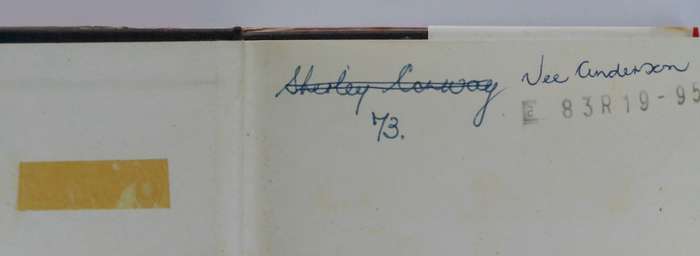 Shirley Conway Vee Anderson
83R19-95
73.